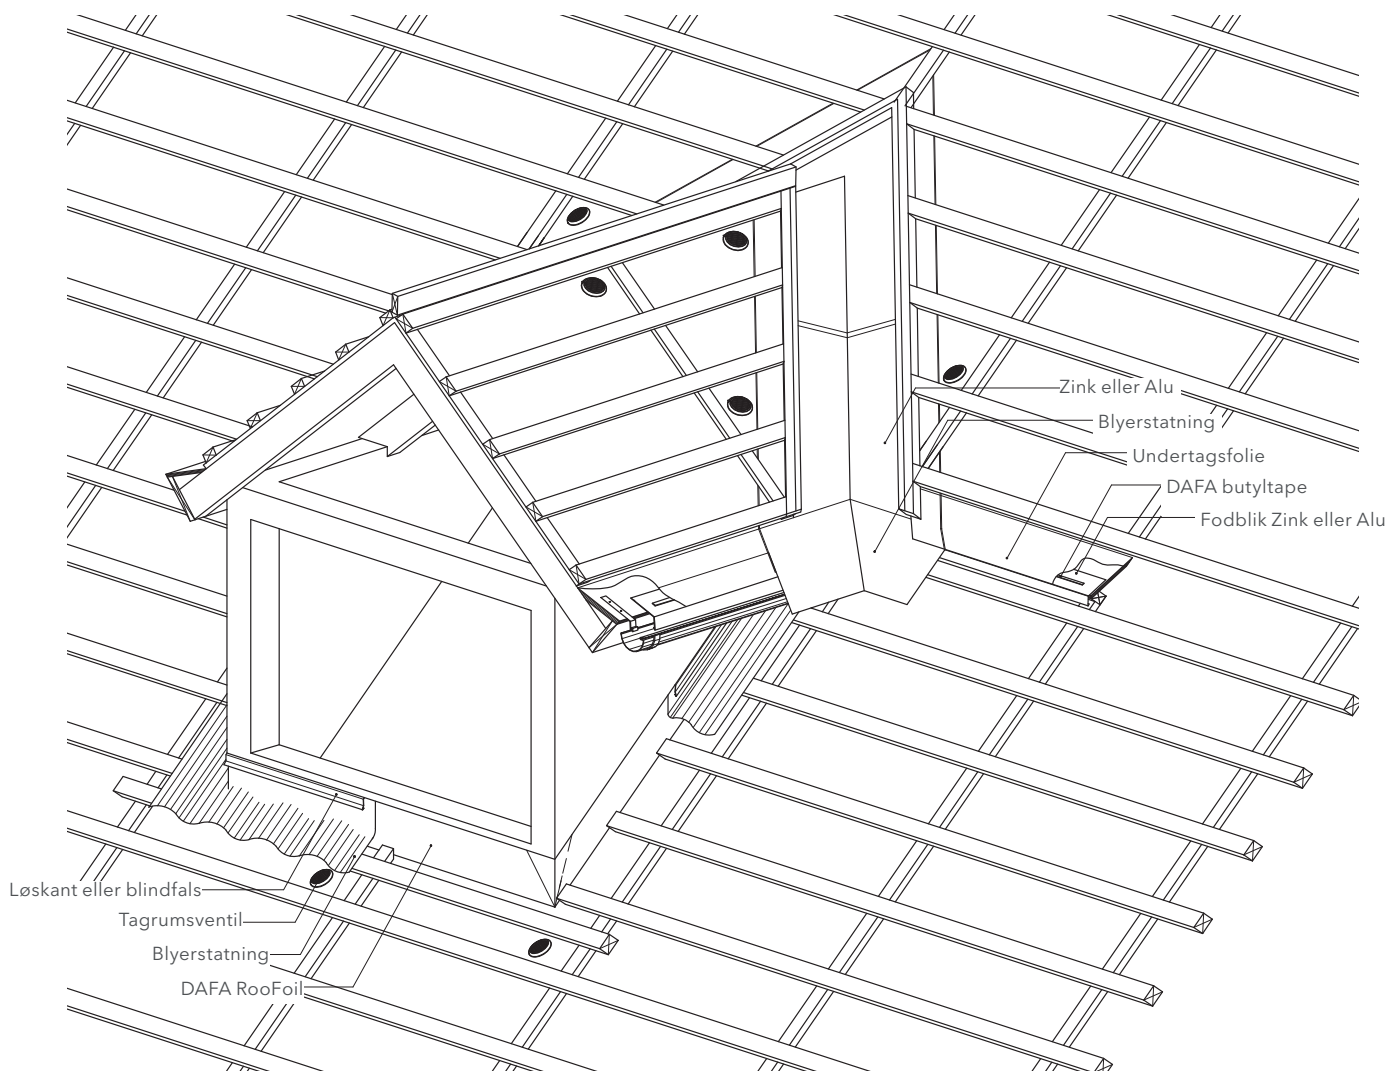 Zink eller Alu
Blyerstatning
Undertagsfolie
DAFA butyltape
Fodblik Zink eller Alu
Løskant eller blindfals
Tagrumsventil
Blyerstatning
DAFA RooFoil